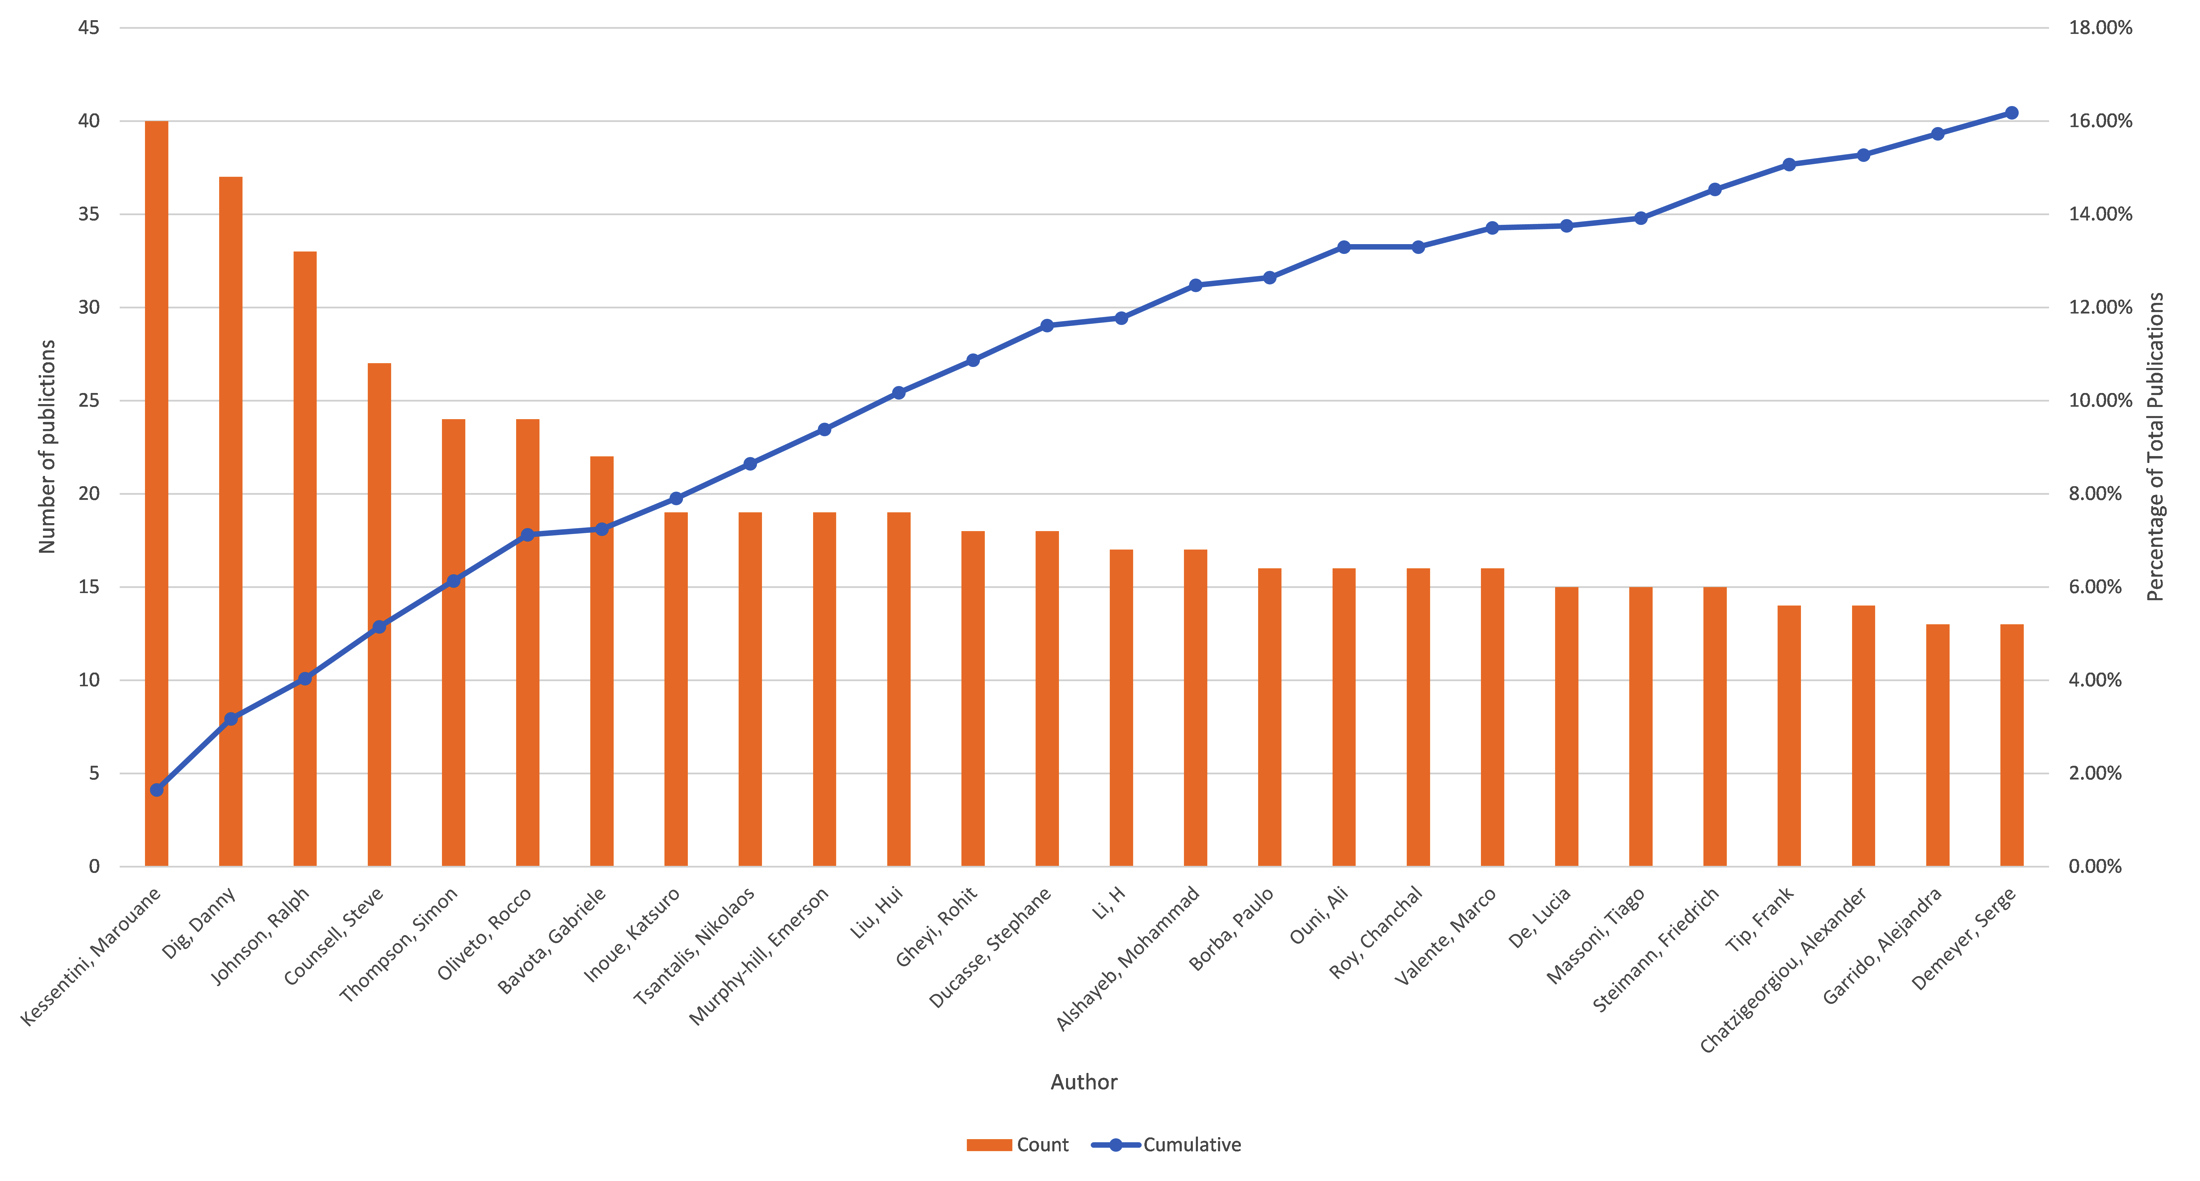 45
40
35
30
25
20
15
10
5
0
Number of publictions
18.00%
16.00%
14.00%
12.00%
10.00%
8.00%
6.00%
4.00%
2.00%
0.00%
Percentage of Total Publications
Kessentini, Marouane
Dig, Danny
Johnson, Ralph
Counsell, Steve
Thompson, Simon
Oliveto, Rocco
Bavota, Gabriele
Inoue, Katsuro
Tsantalis, Nikolaos
Murphy-hill, Emerson
Liu, Hui
Gheyi, Rohit
Ducasse, Stephane
Li, H
Alshayeb, Mohammad
Borba, Paulo
Ouni, Ali
Roy, Chanchal
Valente, Marco
De, Lucia
Massoni, Tiago
Steimann, Friedrich
Tip, Frank
Chatzigeorgiou, Alexander
Garrido, Alejandra
Demeyer, Serge
Author
Count
Cumulative